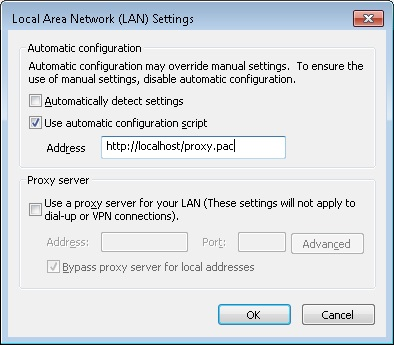 Local Area Network (LAN) Settings
Automatic configuration
Automatic configuration may override manual settings. To ensure the
use of manual settings, disable automatic configuration.
Automatically detect settings
Use automatic configuration script
Address http://localhost/proxy.pac
Proxy server
Use a proxy server for your LAN (These settings will not apply to
dial-up or VPN connections).
Address: Port: Advanced
Bypass proxy server for local addresses
OK Cancel